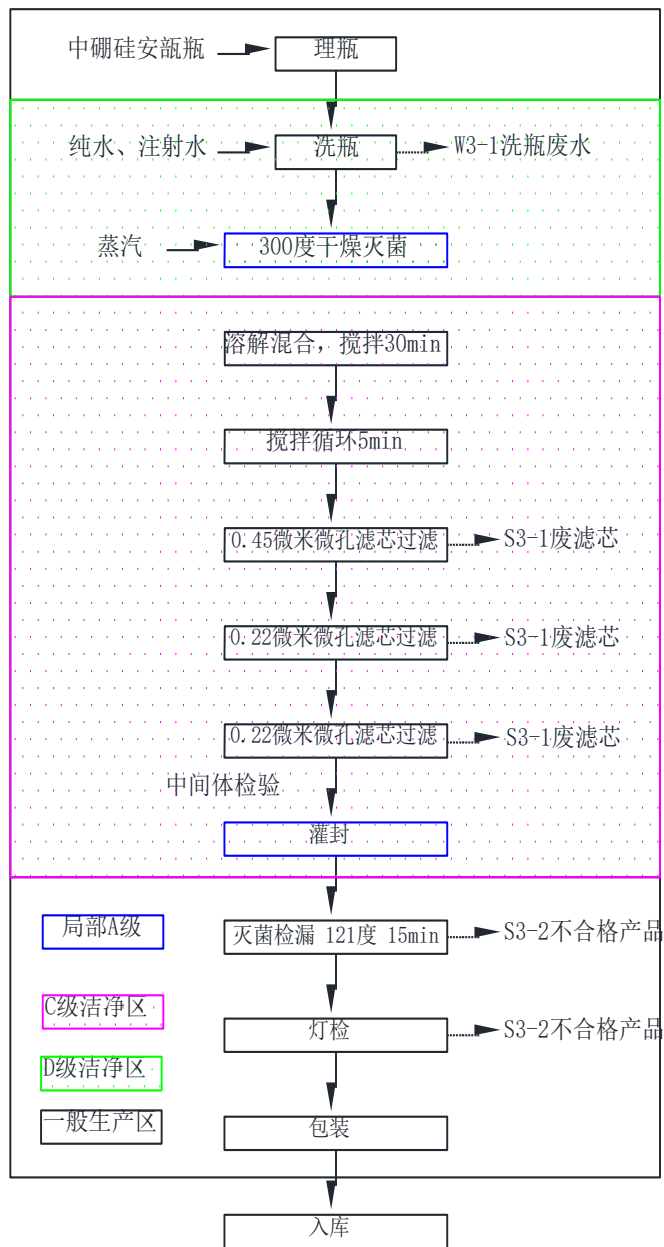 中硼硅安瓿瓶
理瓶
纯水、注射水
洗瓶
W3-1洗瓶废水
蒸汽
300度干燥灭菌
溶解混合，搅拌30min
搅拌循环5min
0.45微米微孔滤芯过滤
S3-1废滤芯
0.22微米微孔滤芯过滤
S3-1废滤芯
0.22微米微孔滤芯过滤
S3-1废滤芯
中间体检验
灌封
局部A级
灭菌检漏 121度 15min
S3-2不合格产品
C级洁净区
灯检
S3-2不合格产品
D级洁净区
一般生产区
包装
入库